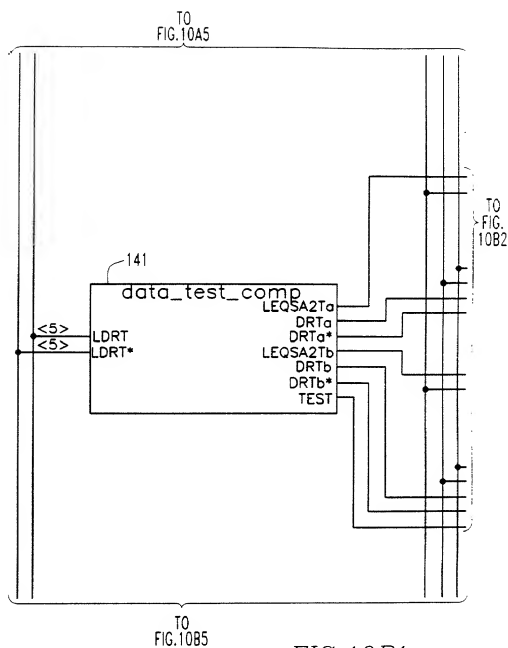 TO
FIG.10A5
TO
FIG.
10B2
141
data_test_comp
LEQSA2Ta
DRTa
<5> LDRT DRTa*
<5> LDRT* LEQSA2Tb
DRTb
DRTb*
TEST
TO
FIG.10B5